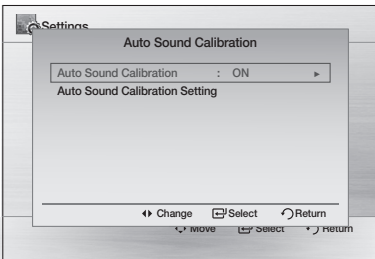 Settings
Auto Sound Calibration
Auto Sound Calibration : ON ►
Auto Sound Calibration Setting
◄► Change Select Return
Move Select Return